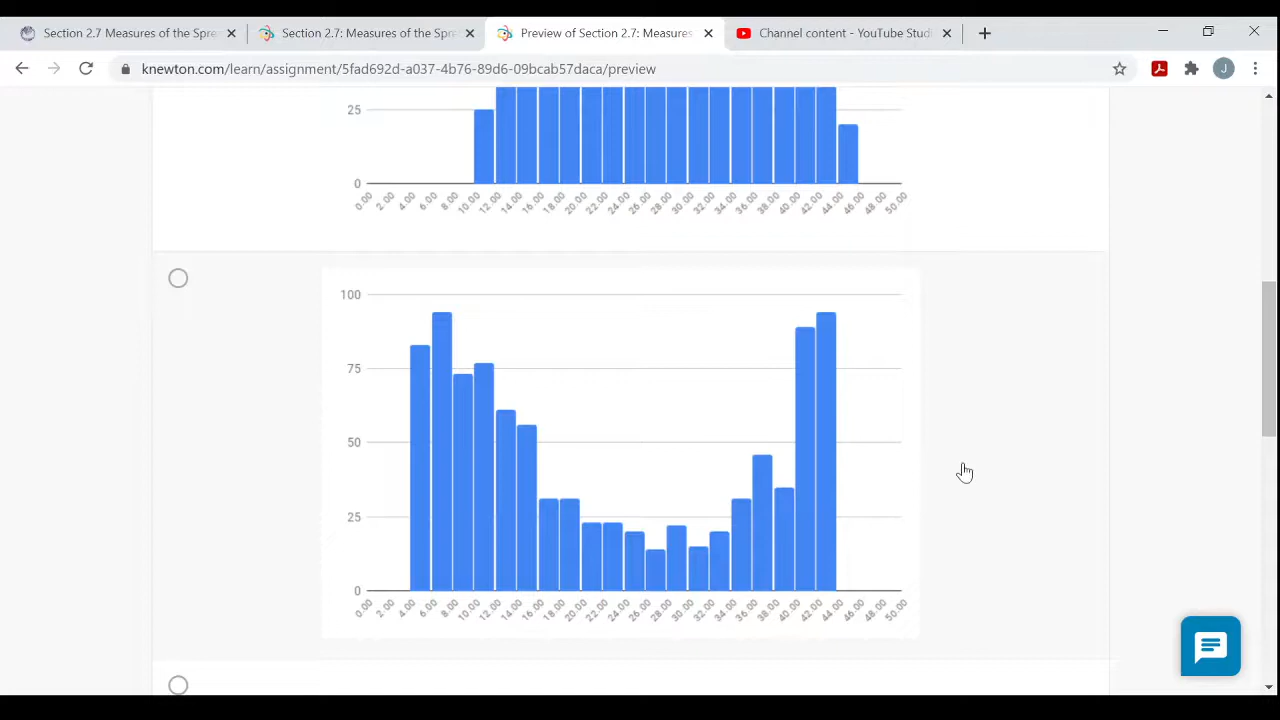 Section 2.7 Measures of the Spre
Section 2.7: Measures of the Spre
Preview of Section 2.7: Measures
Channel content - YouTube Studi
knewton.com/learn/assignment/5fad692d-a037-4b76-89d6-09bcab57daca/preview
J
25
0
0.00 2.00 4.00 6.00 8.00 10.00 12.00 14.00 16.00 18.00 20.00 22.00 24.00 26.00 28.00 30.00 32.00 34.00 36.00 38.00 40.00 42.00 44.00 46.00 48.00 50.00
100
75
50
25
0
0.00 2.00 4.00 6.00 8.00 10.00 12.00 14.00 16.00 18.00 20.00 22.00 24.00 26.00 28.00 30.00 32.00 34.00 36.00 38.00 40.00 42.00 44.00 46.00 48.00 50.00